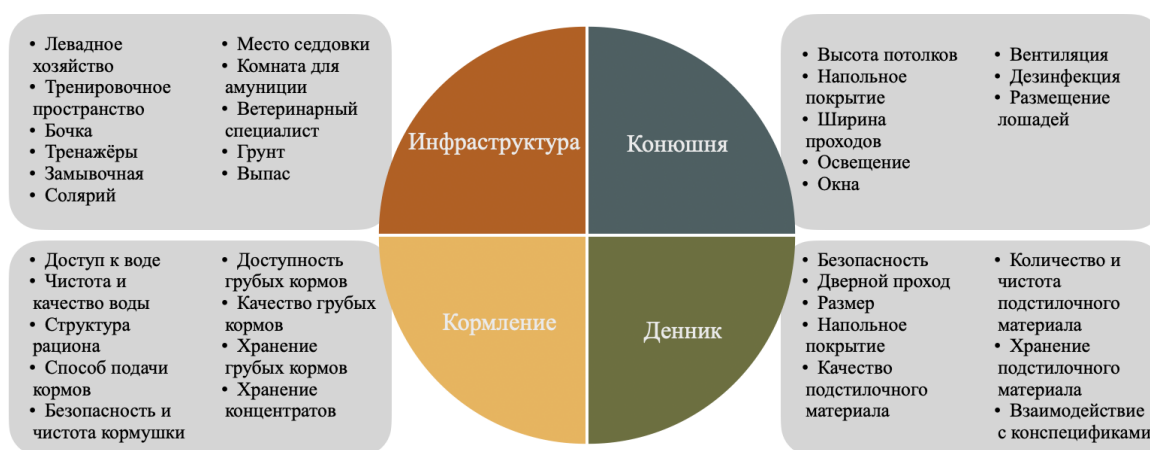 • Левадное
хозяйство
• Тренировочное
пространство
• Бочка
• Тренажёры
• Замывочная
• Солярий
• Место седдовки
• Комната для
амуниции
• Ветеринарный
специалист
• Грунт
• Выпас
Инфраструктура
Конюшня
• Высота потолков
• Напольное
покрытие
• Ширина
проходов
• Освещение
• Окна
• Вентиляция
• Дезинфекция
• Размещение
лошадей
• Доступ к воде
• Чистота и
качество воды
• Структура
рациона
• Способ подачи
кормов
• Безопасность и
чистота кормушки
• Доступность
грубых кормов
• Качество грубых
кормов
• Хранение
грубых кормов
• Хранение
концентратов
Кормление
Денник
• Безопасность
• Дверной проход
• Размер
• Напольное
покрытие
• Качество
подстилочного
материала
• Количество и
чистота
подстилочного
материала
• Хранение
подстилочного
материала
• Взаимодействие
с конспецификами